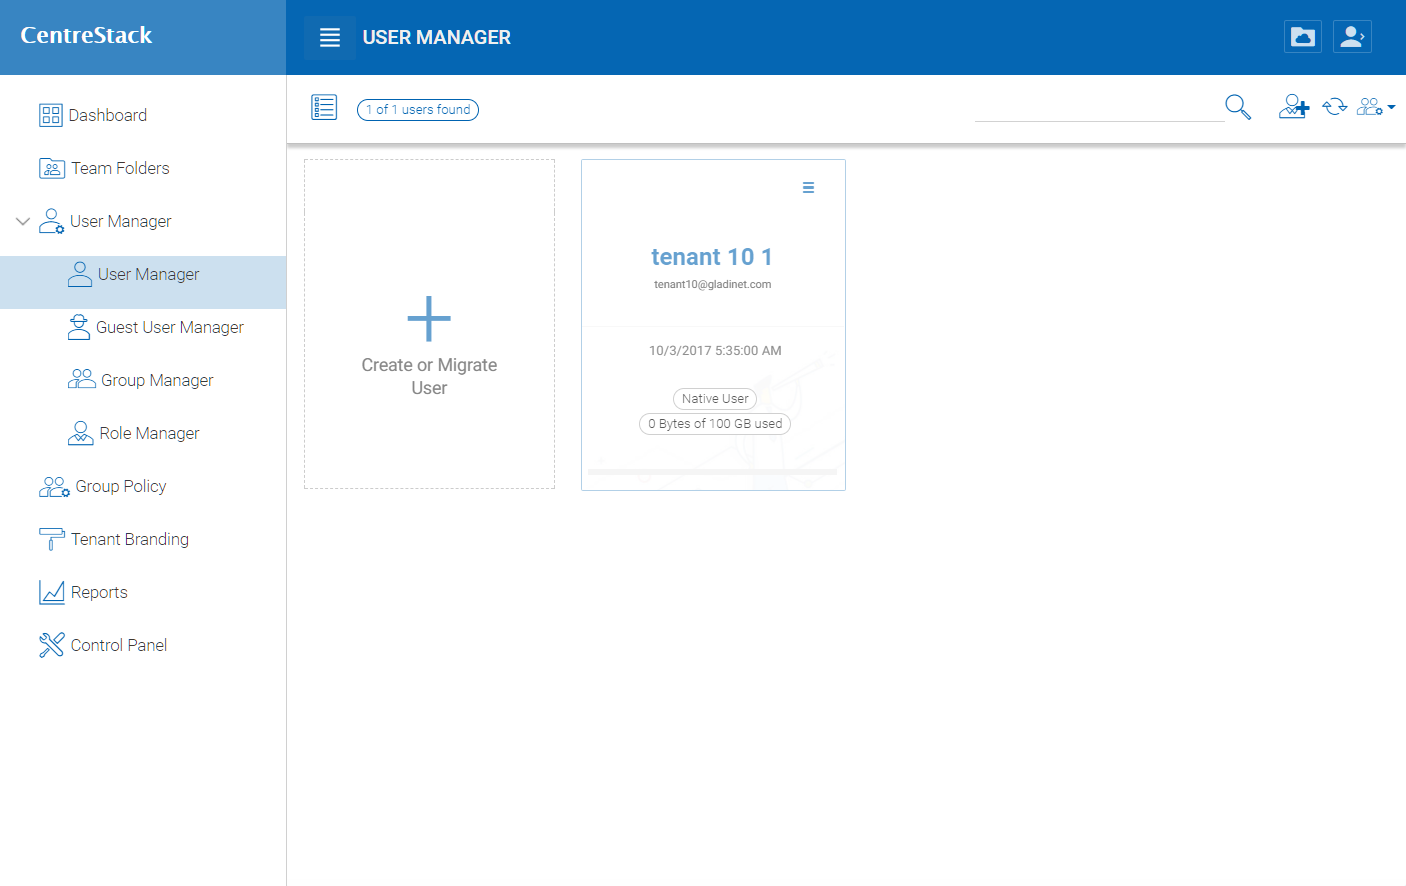 CentreStack
USER MANAGER
Dashboard
Team Folders
User Manager
User Manager
Guest User Manager
Group Manager
Role Manager
Group Policy
Tenant Branding
Reports
Control Panel
1 of 1 users found
Create or Migrate
User
tenant 10 1
tenant10@gladinet.com
10/3/2017 5:35:00 AM
Native User
0 Bytes of 100 GB used